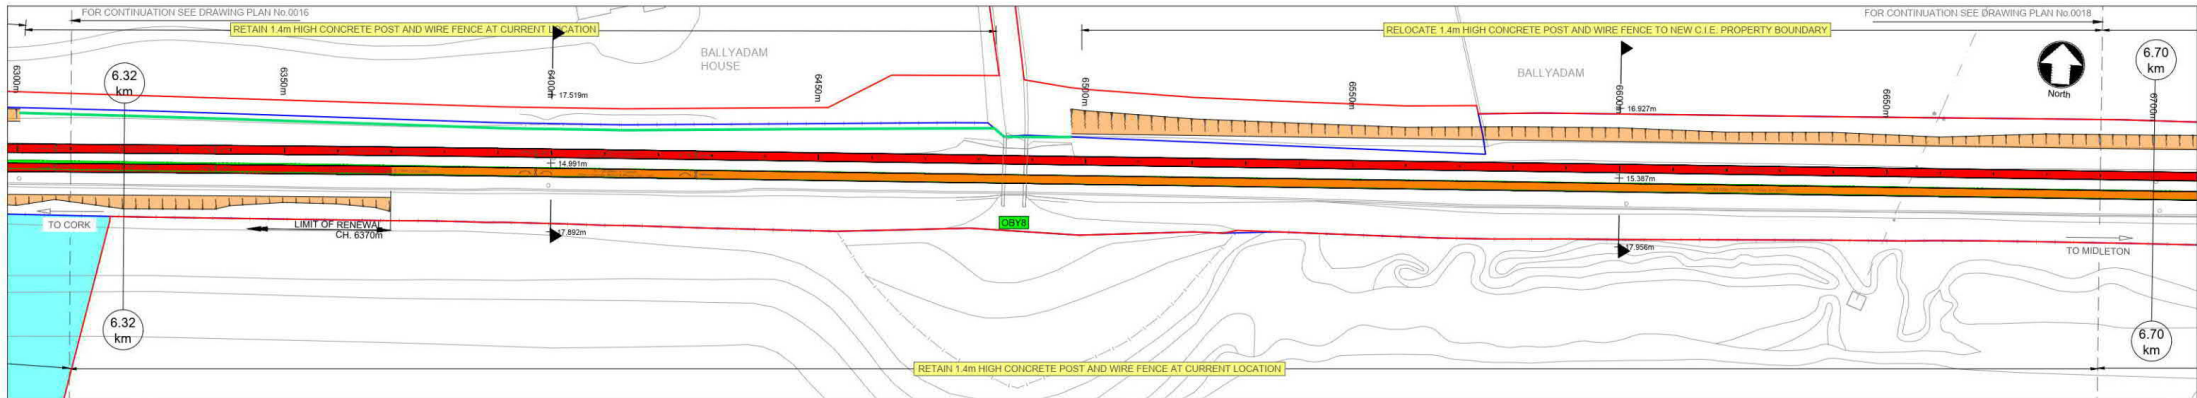 FOR CONTINUATION SEE DRAWING PLAN No.0016
FOR CONTINUATION SEE DRAWING PLAN No.0018
RETAIN 1.4m HIGH CONCRETE POST AND WIRE FENCE AT CURRENT LOCATION
RELOCATE 1.4m HIGH CONCRETE POST AND WIRE FENCE TO NEW C.I.E. PROPERTY BOUNDARY
BALLYADAM
HOUSE
BALLYADAM
North
6.32
km
6.70
km
6300m
6350m
6400m
6450m
6500m
6550m
6600m
6650m
6700m
17.519m
16.927m
14.991m
15.387m
TO CORK
LIMIT OF RENEWAL
CH. 6370m
17.892m
OBY8
17.956m
TO MIDLETON
6.32
km
6.70
km
RETAIN 1.4m HIGH CONCRETE POST AND WIRE FENCE AT CURRENT LOCATION